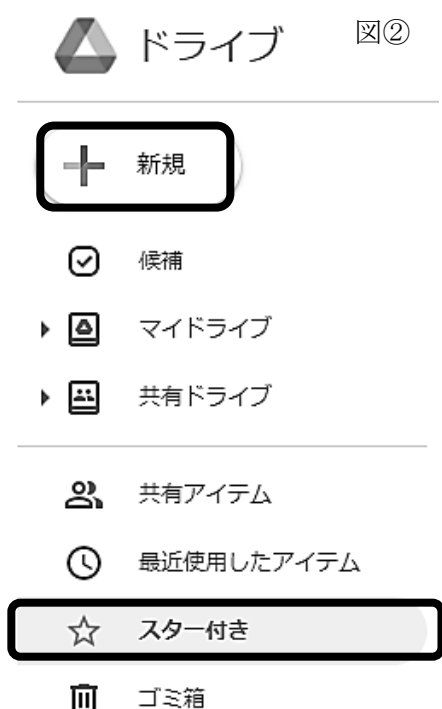 ドライブ 図②
新規
候補
マイドライブ
共有ドライブ
共有アイテム
最近使用したアイテム
スター付き
ゴミ箱